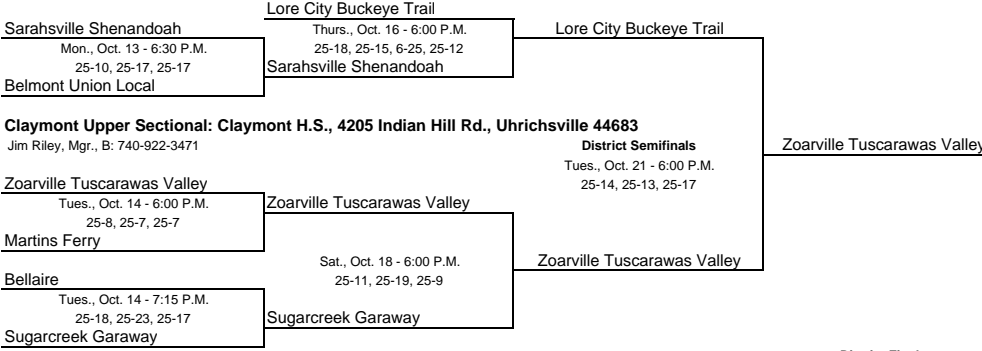 Lore City Buckeye Trail
Sarahsville Shenandoah
Thurs., Oct. 16 - 6:00 P.M.
Lore City Buckeye Trail
Mon., Oct. 13 - 6:30 P.M.
25-18, 25-15, 6-25, 25-12
25-10, 25-17, 25-17
Sarahsville Shenandoah
Belmont Union Local
Claymont Upper Sectional: Claymont H.S., 4205 Indian Hill Rd., Uhrichsville 44683
Jim Riley, Mgr., B: 740-922-3471
District Semifinals
Zoarville Tuscarawas Valley
Tues., Oct. 21 - 6:00 P.M.
25-14, 25-13, 25-17
Zoarville Tuscarawas Valley
Tues., Oct. 14 - 6:00 P.M.
Zoarville Tuscarawas Valley
25-8, 25-7, 25-7
Martins Ferry
Sat., Oct. 18 - 6:00 P.M.
Zoarville Tuscarawas Valley
Bellaire
25-11, 25-19, 25-9
Tues., Oct. 14 - 7:15 P.M.
25-18, 25-23, 25-17
Sugarcreek Garaway
Sugarcreek Garaway